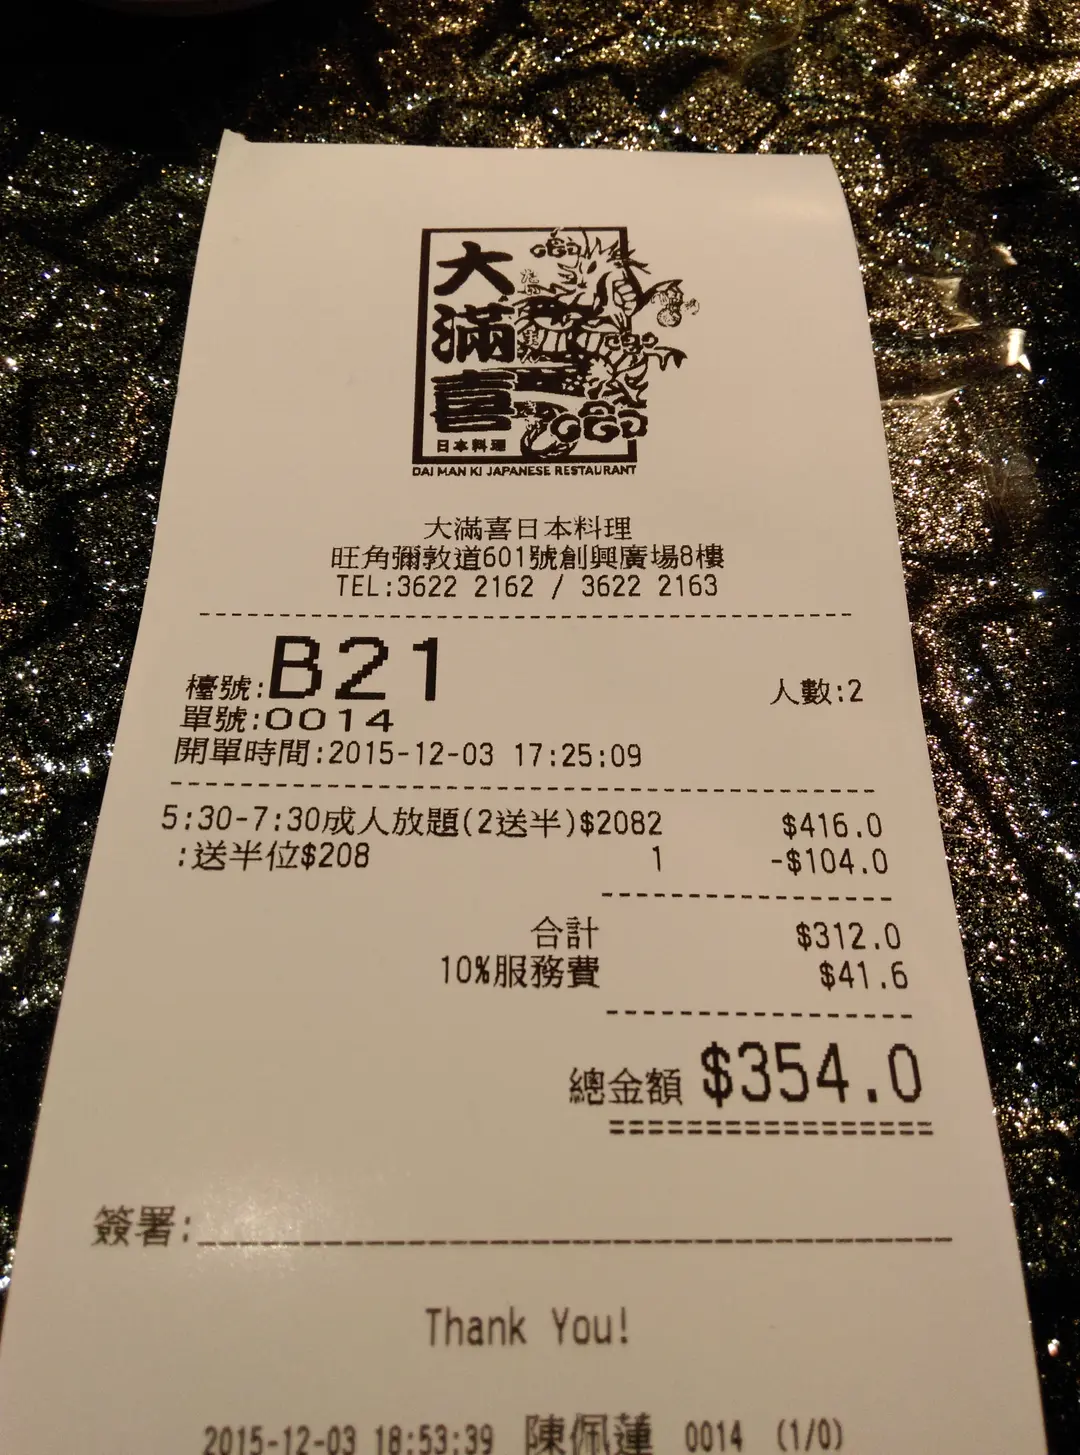 大滿喜
日本料理
DAI MAN KI JAPANESE RESTAURANT
大滿喜日本料理
旺角彌敦道601號創興廣場8樓
TEL:3622 2162 / 3622 2163
檯號:B21 人數:2
單號:0014
開單時間:2015-12-03 17:25:09
5:30-7:30成人放題(2送半)$2082 $416.0
:送半位$208 1 -$104.0
合計 $312.0
10%服務費 $41.6
總金額 $354.0
簽署:
Thank You!
2015-12-03 18:53:39 陳佩蓮 0014 (1/0)